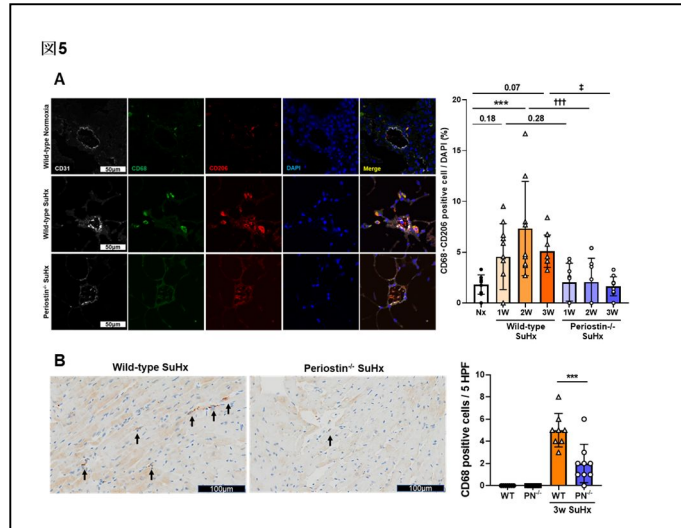 図5
A
Wild-type Normoxia
CD31
50μm
CD68
CD206
DAPI
Merge
Wild-type SuHx
50μm
Periostin-/- SuHx
50μm
CD68・CD206 positive cell / DAPI (%)
20
15
10
5
0
0.07
‡
***
†††
0.18
0.28
Nx
1W
2W
3W
1W
2W
3W
Wild-type
SuHx
Periostin-/-
SuHx
B
Wild-type SuHx
100μm
Periostin-/- SuHx
100μm
CD68 positive cells / 5 HPF
10
8
6
4
2
0
***
WT
PN-/-
WT
PN-/-
3w SuHx